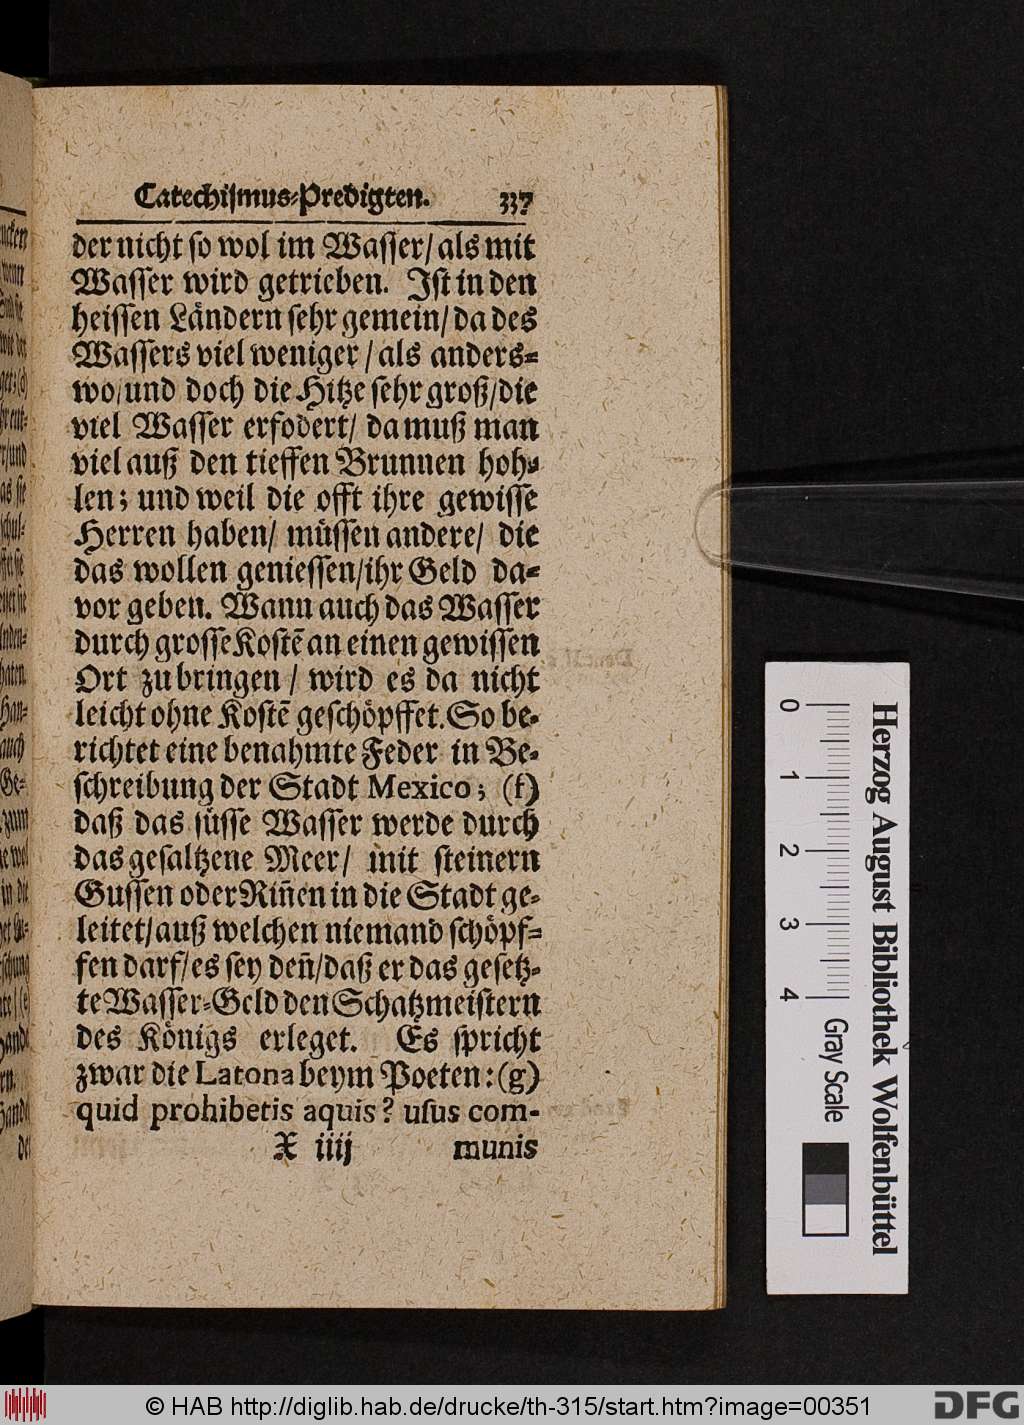 Catechismus-Predigten. 337
der nicht so wol im Wasser/ als mit
Wasser wird getrieben. Ist in den
heissen Ländern sehr gemein/ da des
Wassers viel weniger / als anders-
wo/und doch die Hitze sehr groß/die
viel Wasser erfodert/ da muß man
viel auß den tieffen Brunnen hoh-
len; und weil die offt ihre gewisse
Herren haben/ müssen andere/ die
das wollen geniessen/ihr Geld da-
vor geben. Wann auch das Wasser
durch grosse Kostē an einen gewissen
Ort zu bringen / wird es da nicht
leicht ohne Kostē geschöpffet. So be-
richtet eine benahmte Feder in Be-
schreibung der Stadt Mexico; (f)
daß das süsse Wasser werde durch
das gesaltzene Meer/ mit steinern
Gussen oder Riñen in die Stadt ge-
leitet/auß welchen niemand schöpf-
fen darf/es sey deñ/daß er das gesetz-
te Wasser-Geld den Schatzmeistern
des Königs erleget. Es spricht
zwar die Latona beym Poeten: (g)
quid prohibetis aquis? usus com-
X iiij munis
0 1 2 3 4
Gray Scale
Herzog August Bibliothek Wolfenbüttel
© HAB http://diglib.hab.de/drucke/th-315/start.htm?image=00351
DFG